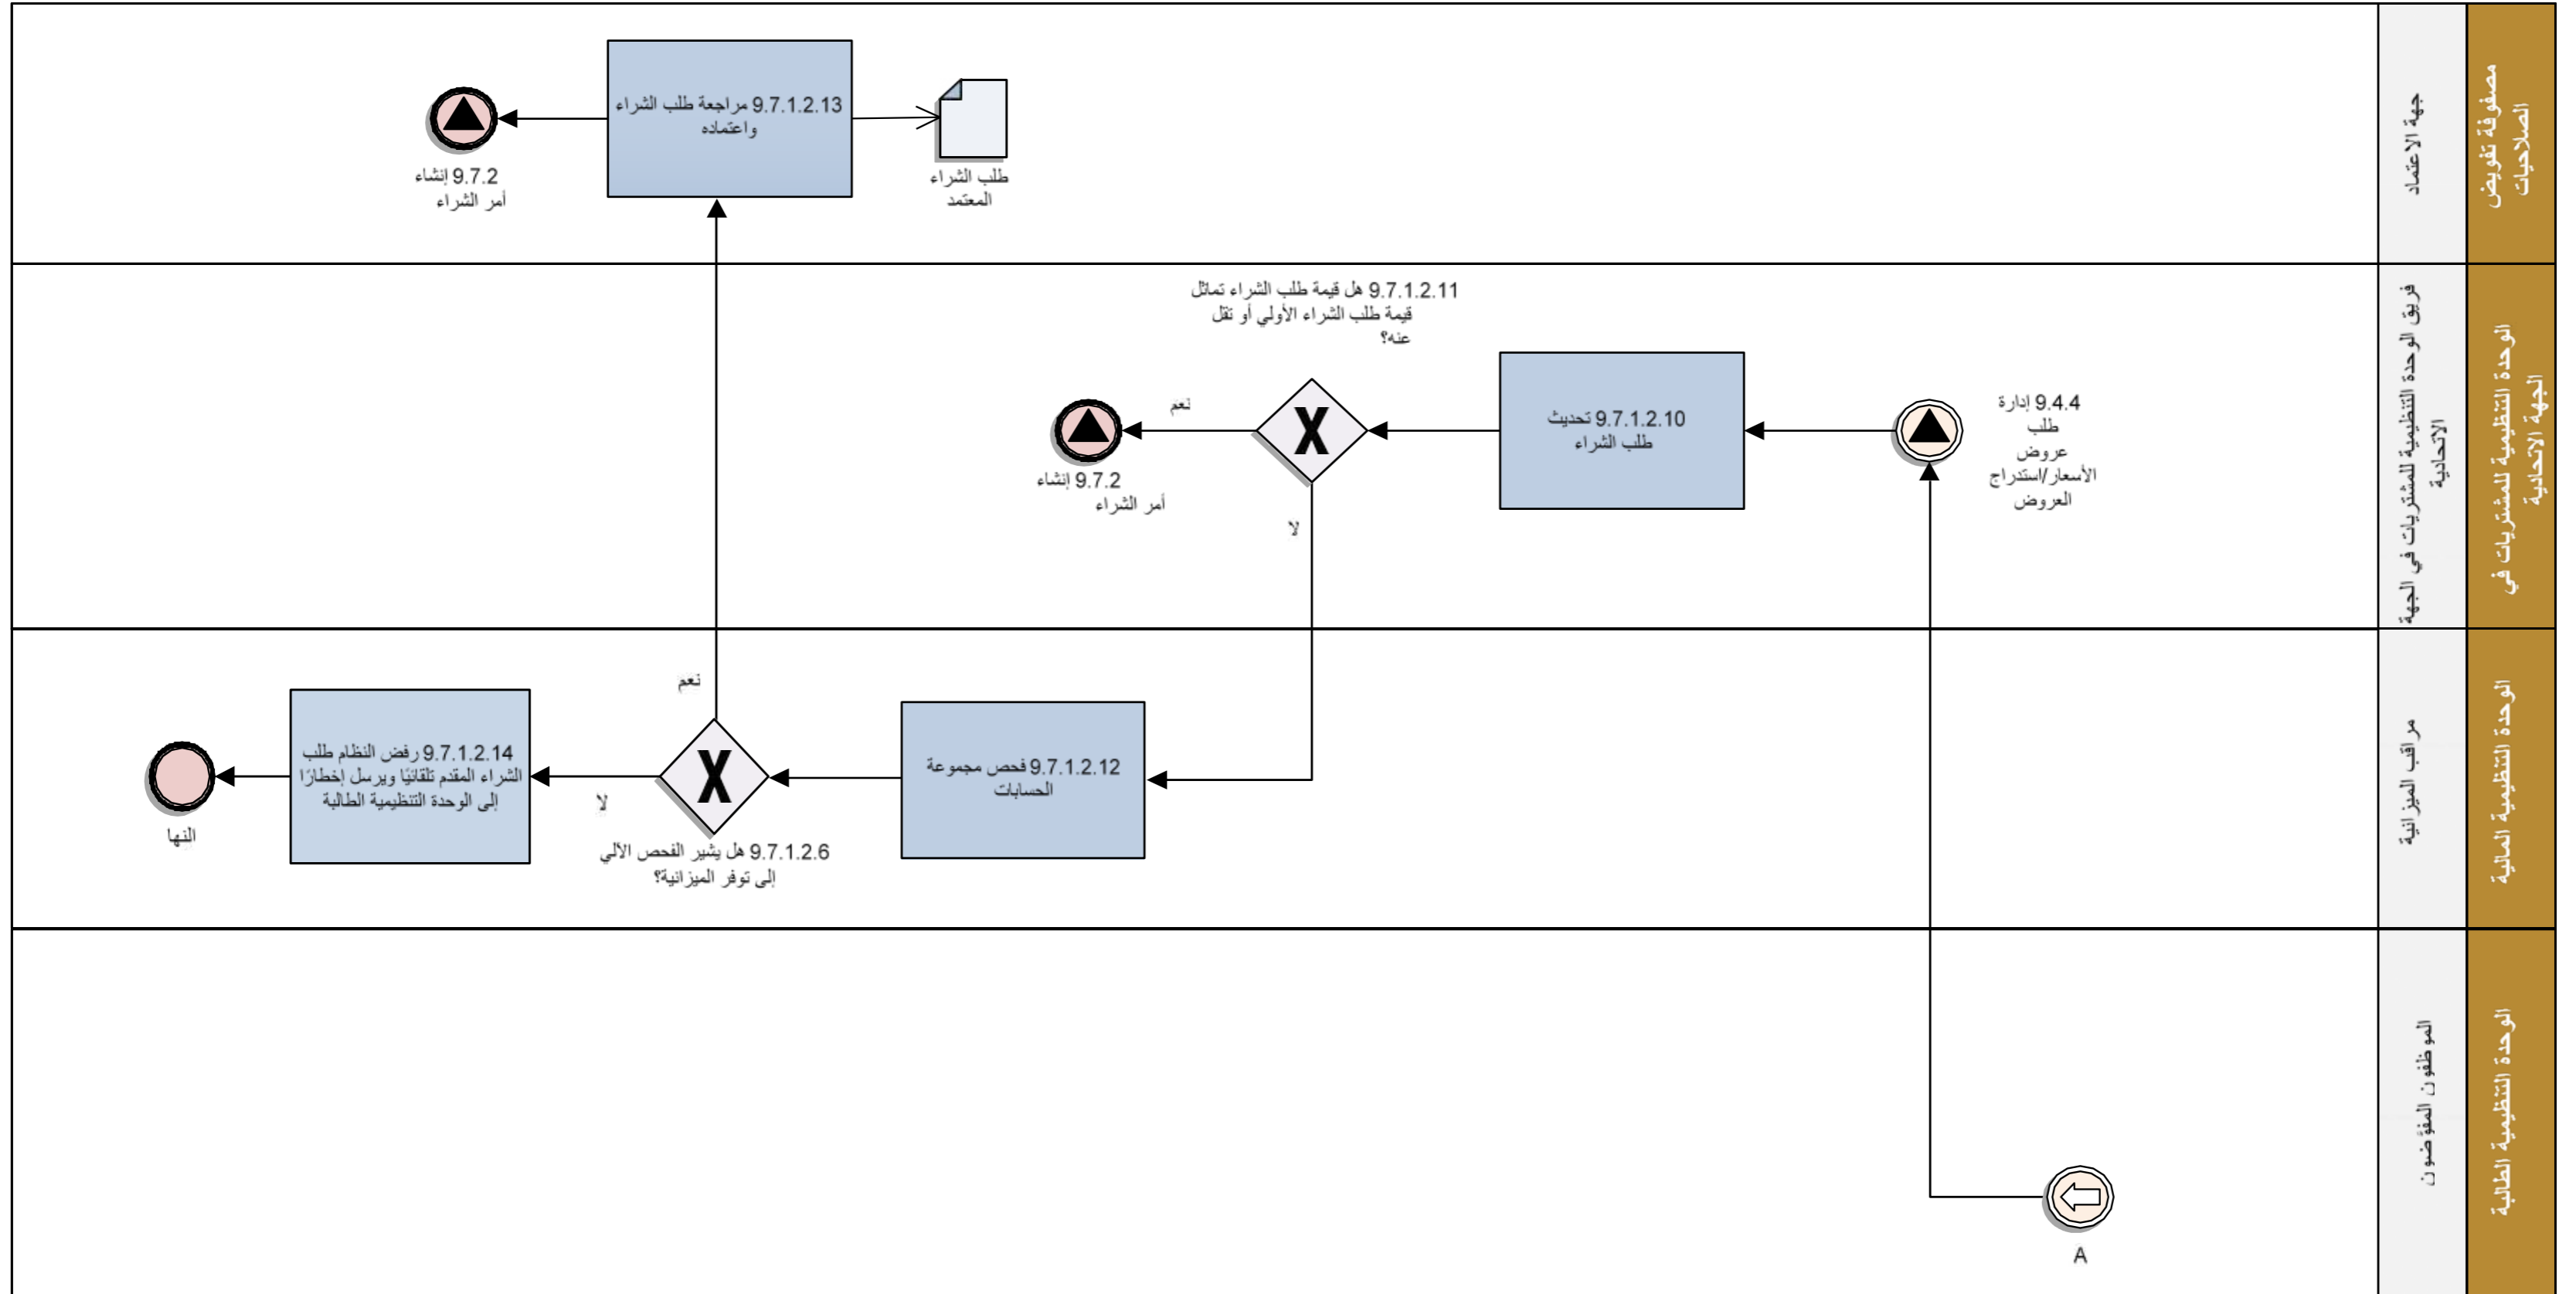 مصفوفة تفويض
الصلاحيات
جهة الاعتماد
طلب الشراء
المعتمد
9.7.1.2.13 مراجعة طلب الشراء
واعتماده
9.7.2 إنشاء
أمر الشراء
الوحدة التنظيمية للمشتريات في
الجهة الاتحادية
فريق الوحدة التنظيمية للمشتريات في الجهة
الاتحادية
9.4.4 إدارة
طلب
عروض
الأسعار/استدراج
العروض
9.7.1.2.10 تحديث
طلب الشراء
9.7.1.2.11 هل قيمة طلب الشراء تماثل
قيمة طلب الشراء الأولي أو تقل
عنه؟
نعم
لا
9.7.2 إنشاء
أمر الشراء
الوحدة التنظيمية المالية
مراقب الميزانية
9.7.1.2.12 فحص مجموعة
الحسابات
نعم
لا
9.7.1.2.6 هل يشير الفحص الآلي
إلى توفر الميزانية؟
9.7.1.2.14 رفض النظام طلب
الشراء المقدم تلقائيًا ويرسل إخطارًا
إلى الوحدة التنظيمية الطالبة
النها
الوحدة التنظيمية الطالبة
الموظفون المفوّضون
A